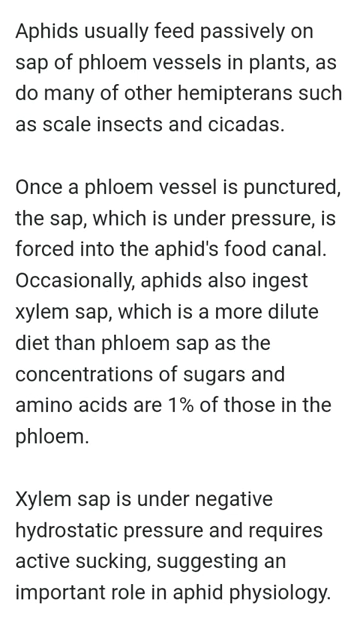 Aphids usually feed passively on
sap of phloem vessels in plants, as
do many of other hemipterans such
as scale insects and cicadas.
Once a phloem vessel is punctured,
the sap, which is under pressure, is
forced into the aphid's food canal.
Occasionally, aphids also ingest
xylem sap, which is a more dilute
diet than phloem sap as the
concentrations of sugars and
amino acids are 1% of those in the
phloem.
Xylem sap is under negative
hydrostatic pressure and requires
active sucking, suggesting an
important role in aphid physiology.